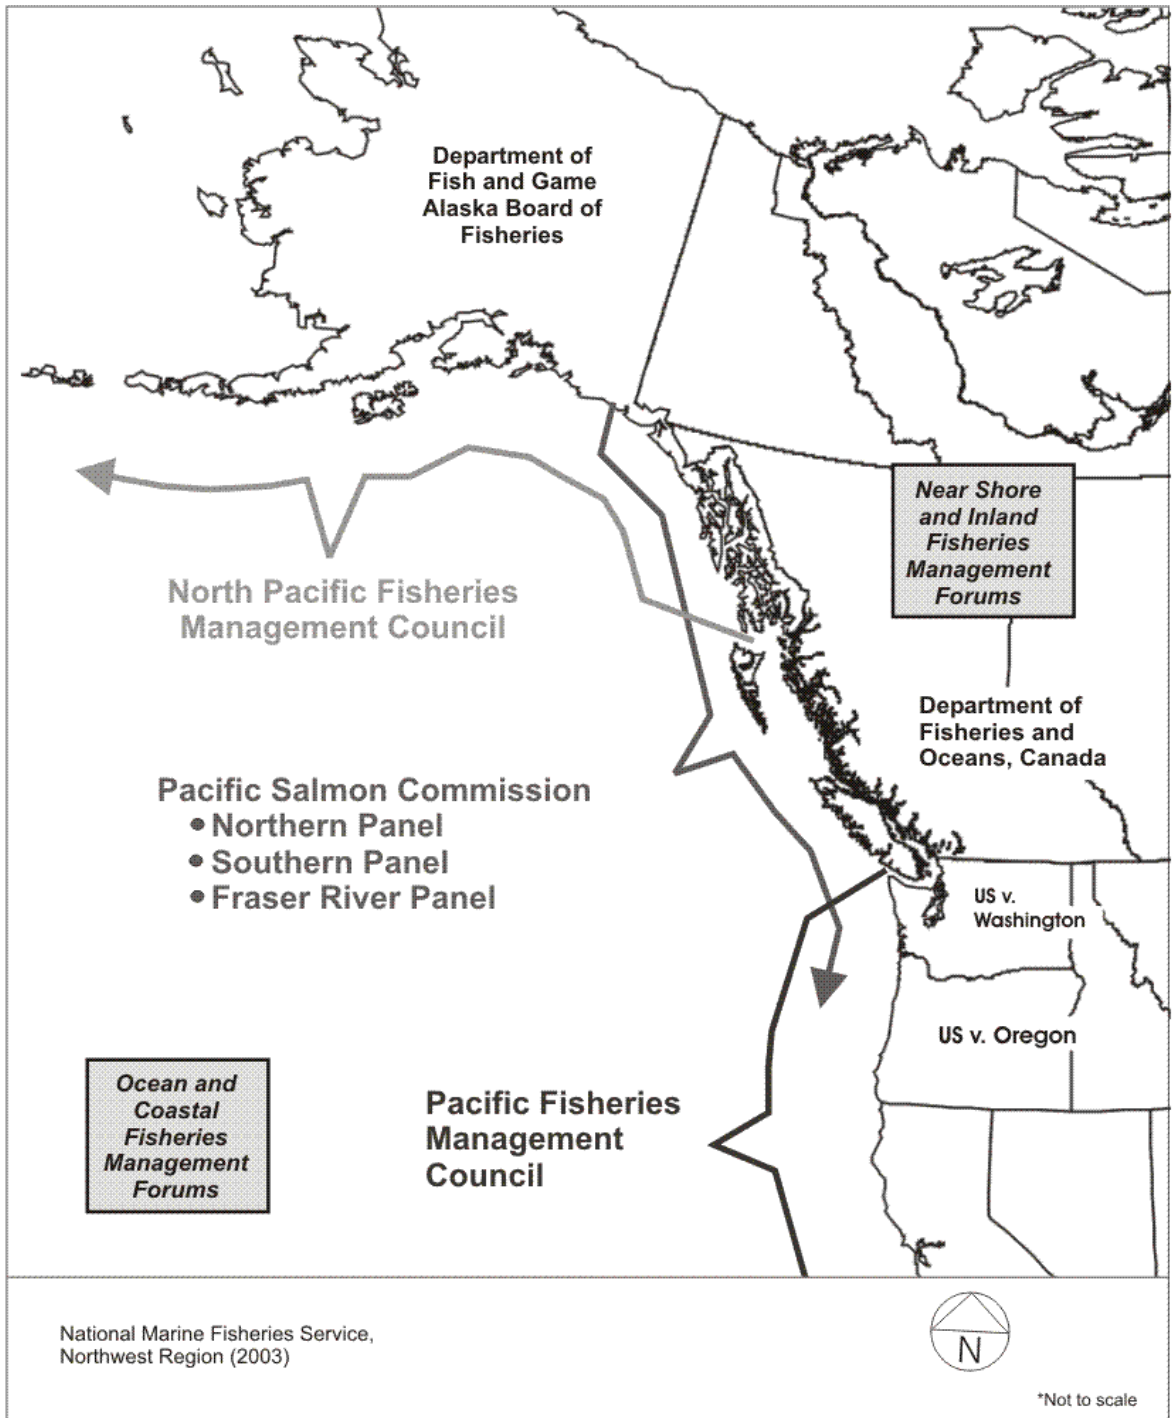 Department of
Fish and Game
Alaska Board of
Fisheries
Near Shore
and Inland
Fisheries
Management
Forums
North Pacific Fisheries
Management Council
Department of
Fisheries and
Oceans, Canada
Pacific Salmon Commission
• Northern Panel
• Southern Panel
• Fraser River Panel
US v.
Washington
US v. Oregon
Ocean and
Coastal
Fisheries
Management
Forums
Pacific Fisheries
Management
Council
National Marine Fisheries Service,
Northwest Region (2003)
N
*Not to scale